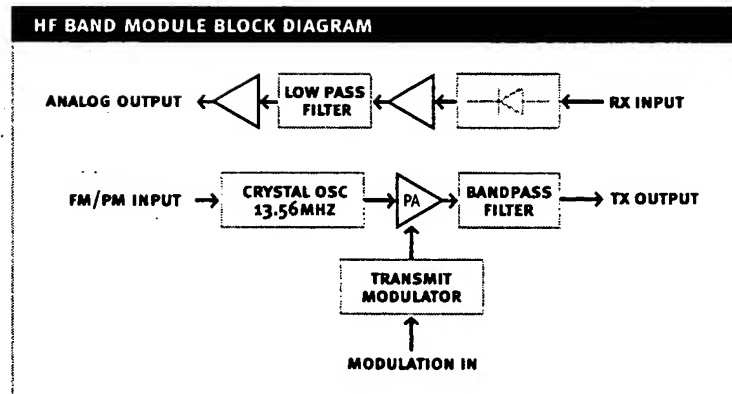 HF BAND MODULE BLOCK DIAGRAM
ANALOG OUTPUT
LOW PASS
FILTER
RX INPUT
FM/PM INPUT
CRYSTAL OSC
13.56MHZ
PA
BANDPASS
FILTER
TX OUTPUT
TRANSMIT
MODULATOR
MODULATION IN